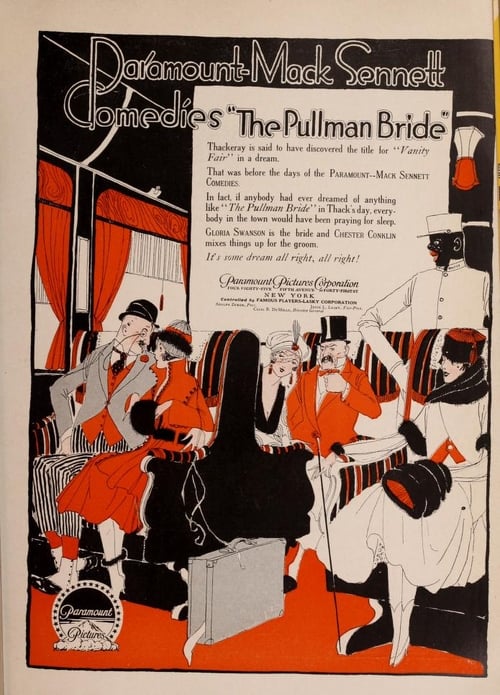 Paramount-Mack Sennett
Comedies "The Pullman Bride"
Thackeray is said to have discovered the title for "Vanity
Fair" in a dream.
That was before the days of the PARAMOUNT--MACK SENNETT
COMEDIES.
In fact, if anybody had ever dreamed of anything
like "The Pullman Bride" in Thack's day, every-
body in the town would have been praying for sleep.
GLORIA SWANSON is the bride and CHESTER CONKLIN
mixes things up for the groom.
It's some dream all right, all right!
Paramount Pictures Corporation
FOUR EIGHTY-FIVE FIFTH AVENUE at FORTY-FIRST ST
NEW YORK
Controlled by FAMOUS PLAYERS-LASKY CORPORATION
ADOLPH ZUKOR, Pres. JESSE L. LASKY, Vice-Pres.
CECIL B. DE MILLE, Director General
Paramount
Pictures